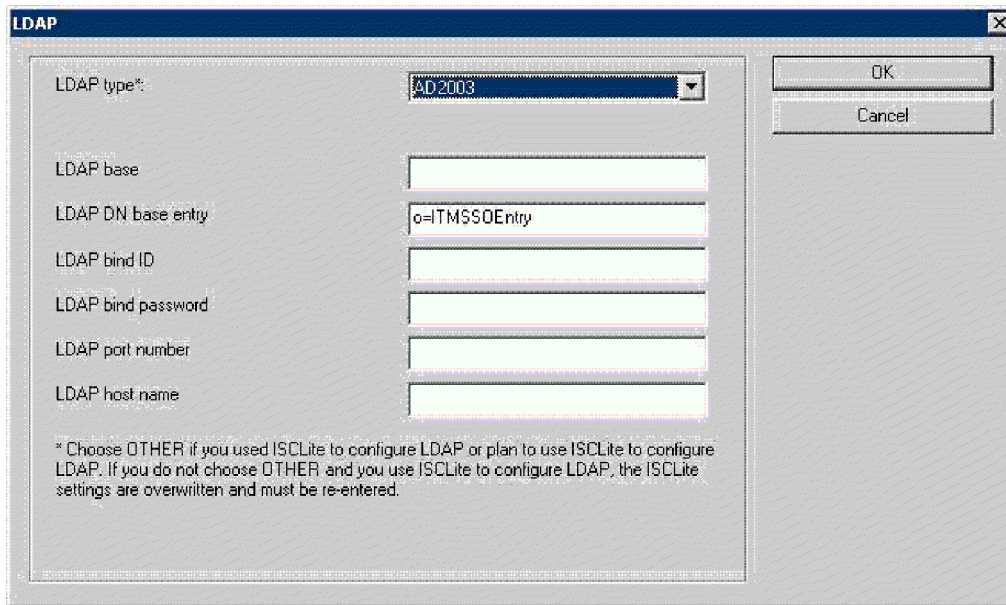 LDAP
LDAP type*:
AD2003
OK
Cancel
LDAP base
LDAP DN base entry
o=ITMSSOEntry
LDAP bind ID
LDAP bind password
LDAP port number
LDAP host name
* Choose OTHER if you used ISCLite to configure LDAP or plan to use ISCLite to configure
LDAP. If you do not choose OTHER and you use ISCLite to configure LDAP, the ISCLite
settings are overwritten and must be re-entered.